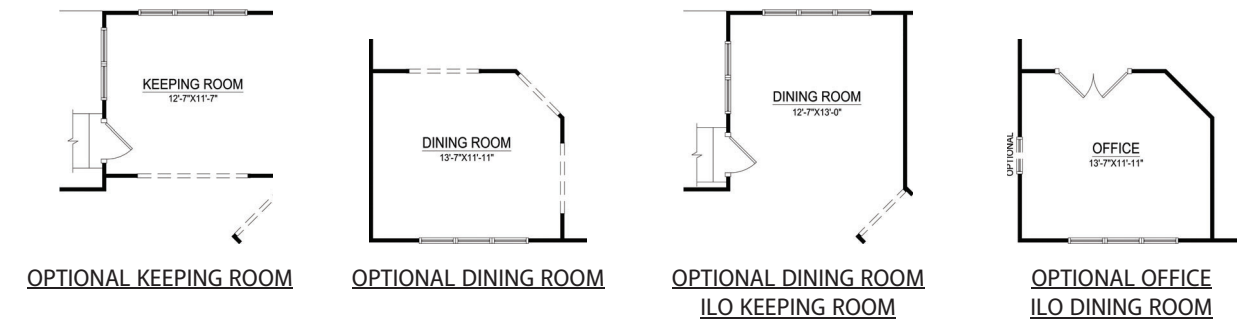 KEEPING ROOM
12'-7"X11'-7"
OPTIONAL KEEPING ROOM
DINING ROOM
13'-7"X11'-11"
OPTIONAL DINING ROOM
DINING ROOM
12'-7"X13'-0"
OPTIONAL DINING ROOM
ILO KEEPING ROOM
OPTIONAL
OFFICE
13'-7"X11'-11"
OPTIONAL OFFICE
ILO DINING ROOM